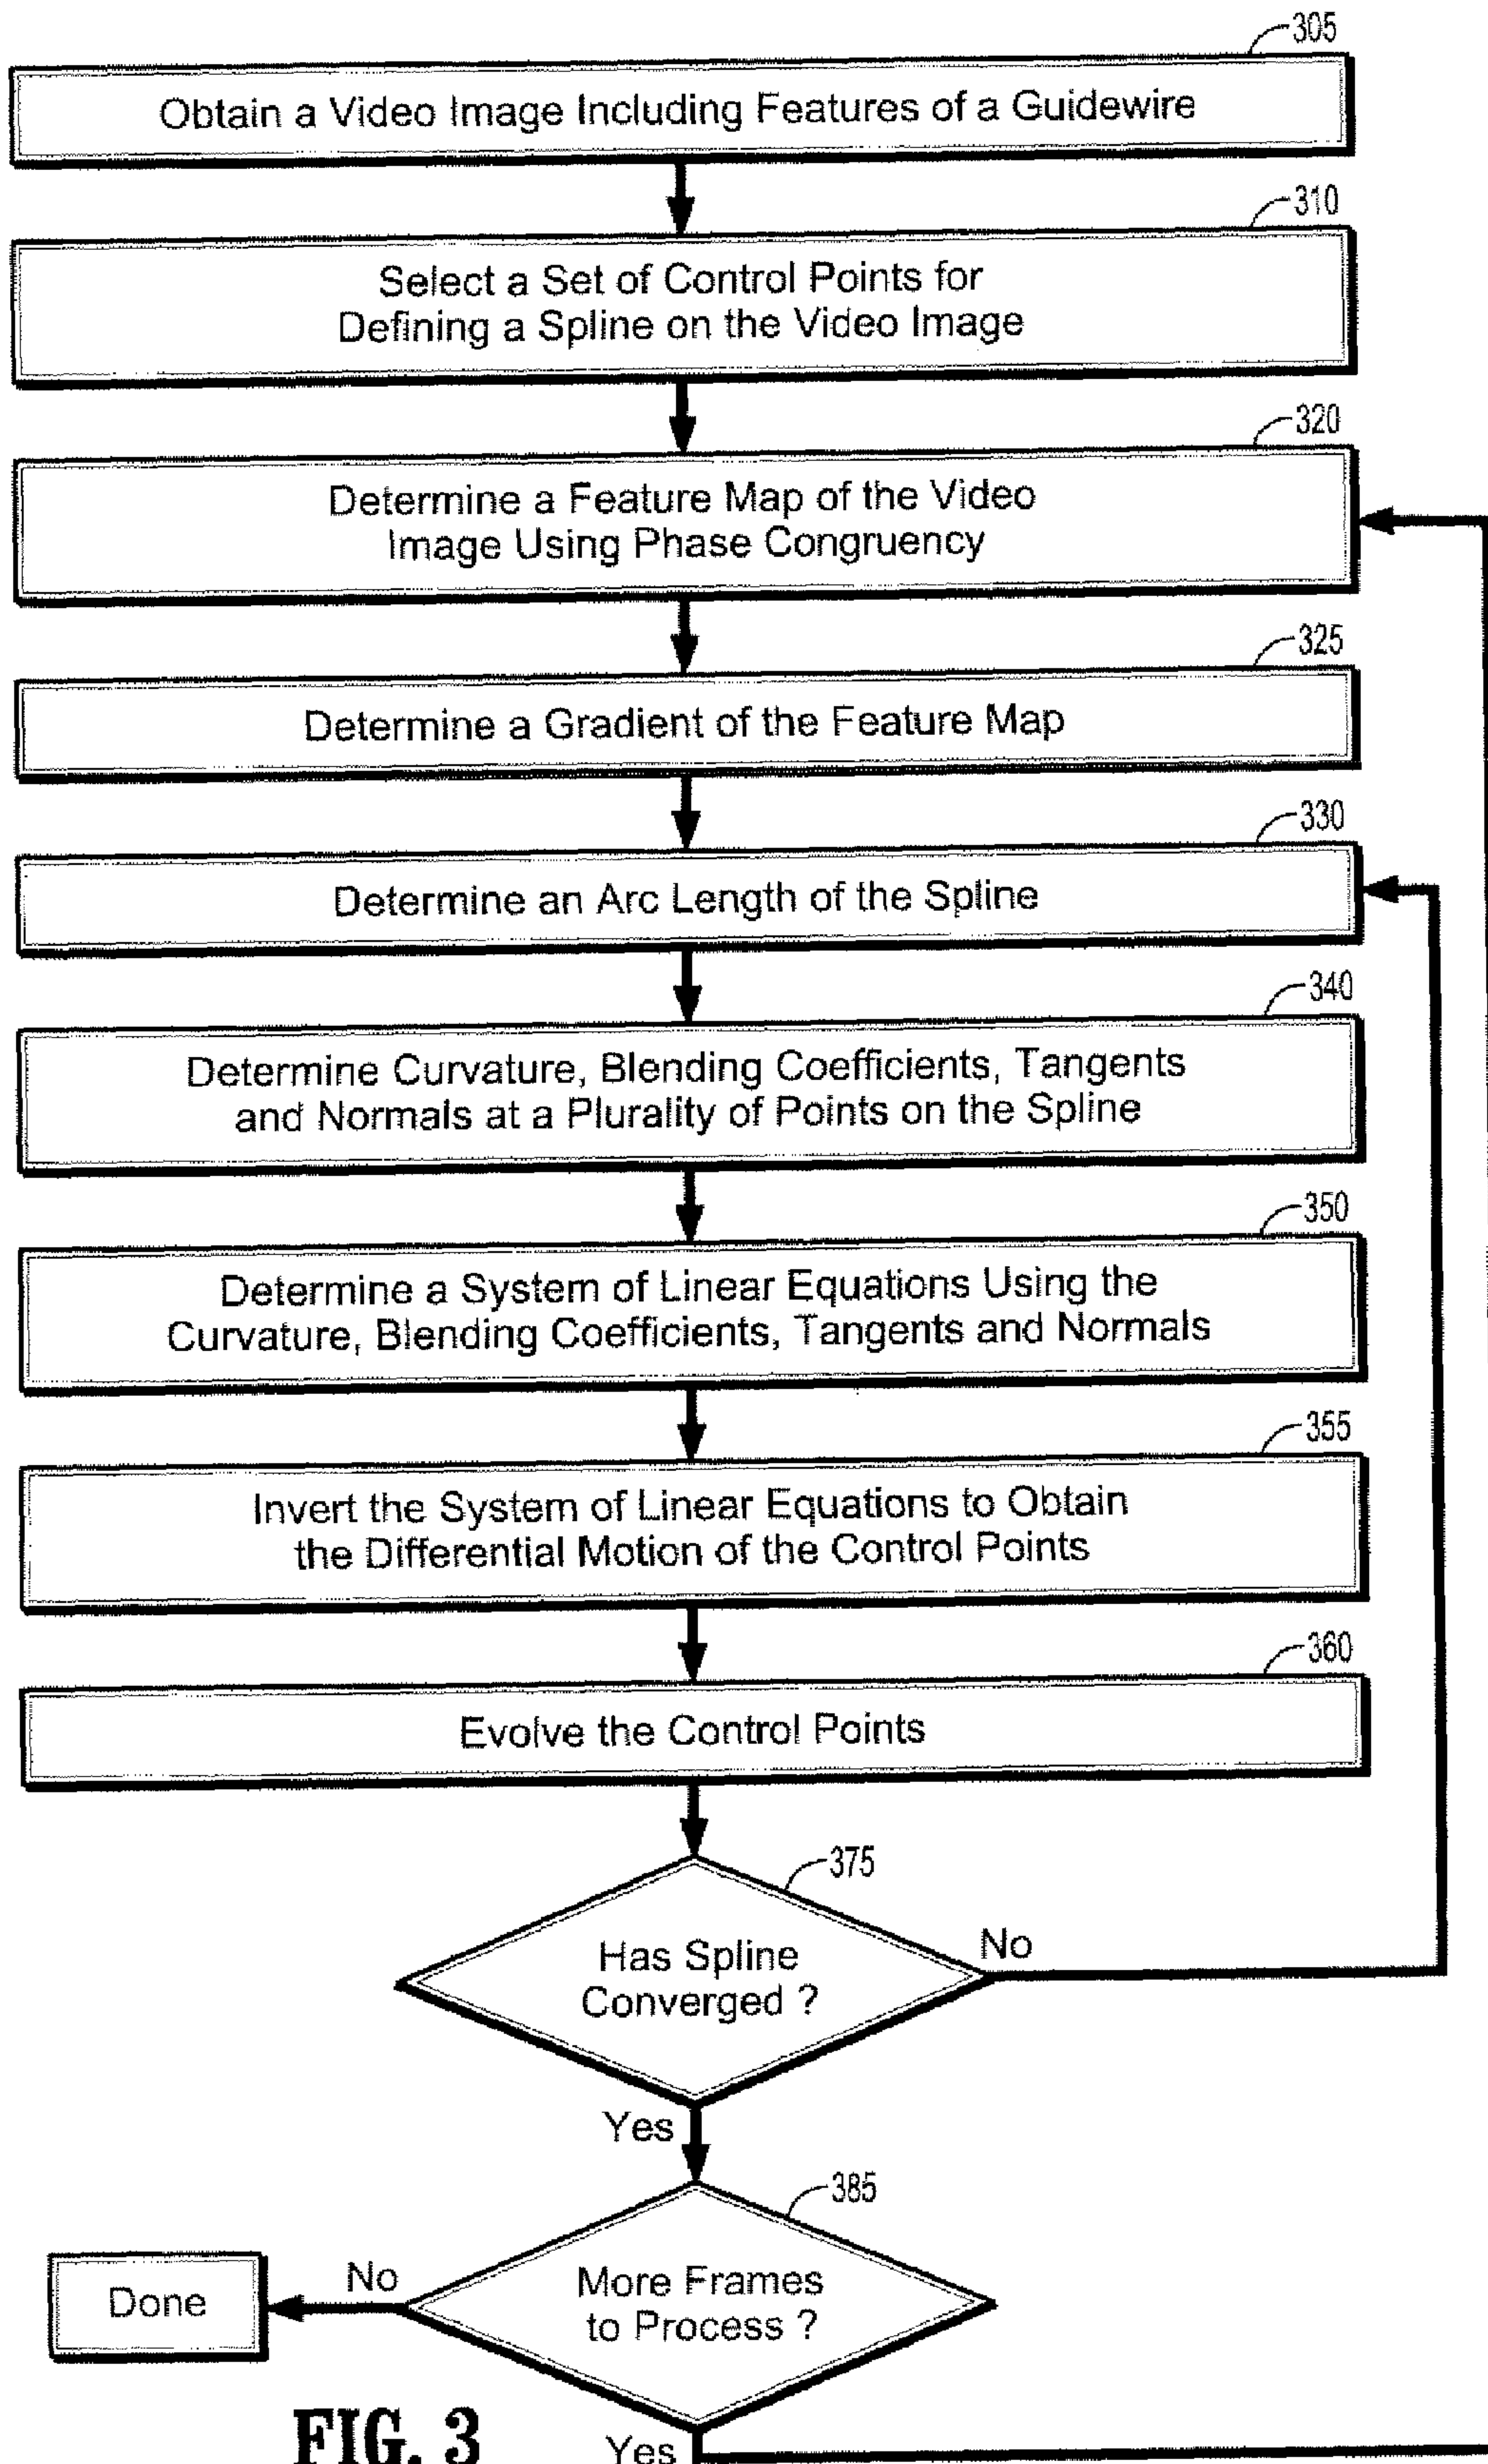 305
Obtain a Video Image Including Features of a Guidewire
310
Select a Set of Control Points for
Defining a Spline on the Video Image
320
Determine a Feature Map of the Video
Image Using Phase Congruency
325
Determine a Gradient of the Feature Map
330
Determine an Arc Length of the Spline
340
Determine Curvature, Blending Coefficients, Tangents
and Normals at a Plurality of Points on the Spline
350
Determine a System of Linear Equations Using the
Curvature, Blending Coefficients, Tangents and Normals
355
Invert the System of Linear Equations to Obtain
the Differential Motion of the Control Points
360
Evolve the Control Points
375
Has Spline
Converged ?
No
Yes
385
More Frames
to Process ?
No
Done
Yes
FIG. 3